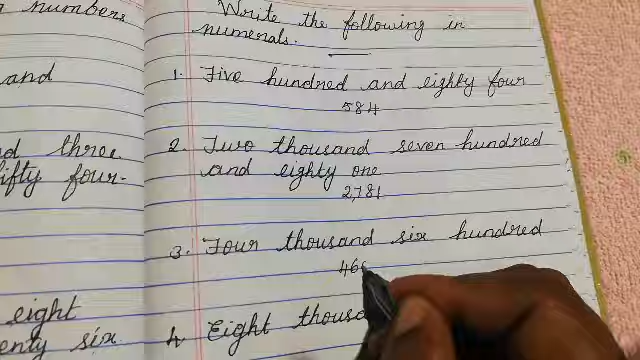 numbers
and
three
fifty four.
eight
six
Write the following in
numerals.
1. Five hundred and eighty four
584
2. Two thousand seven hundred
and eighty one
2,781
3. Four thousand six hundred
46
4. Eight